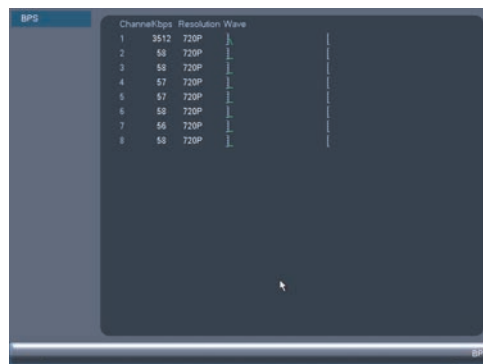 BPS
ChannelKbps Resolution Wave
1 3512 720P
2 58 720P
3 58 720P
4 57 720P
5 57 720P
6 58 720P
7 56 720P
8 58 720P